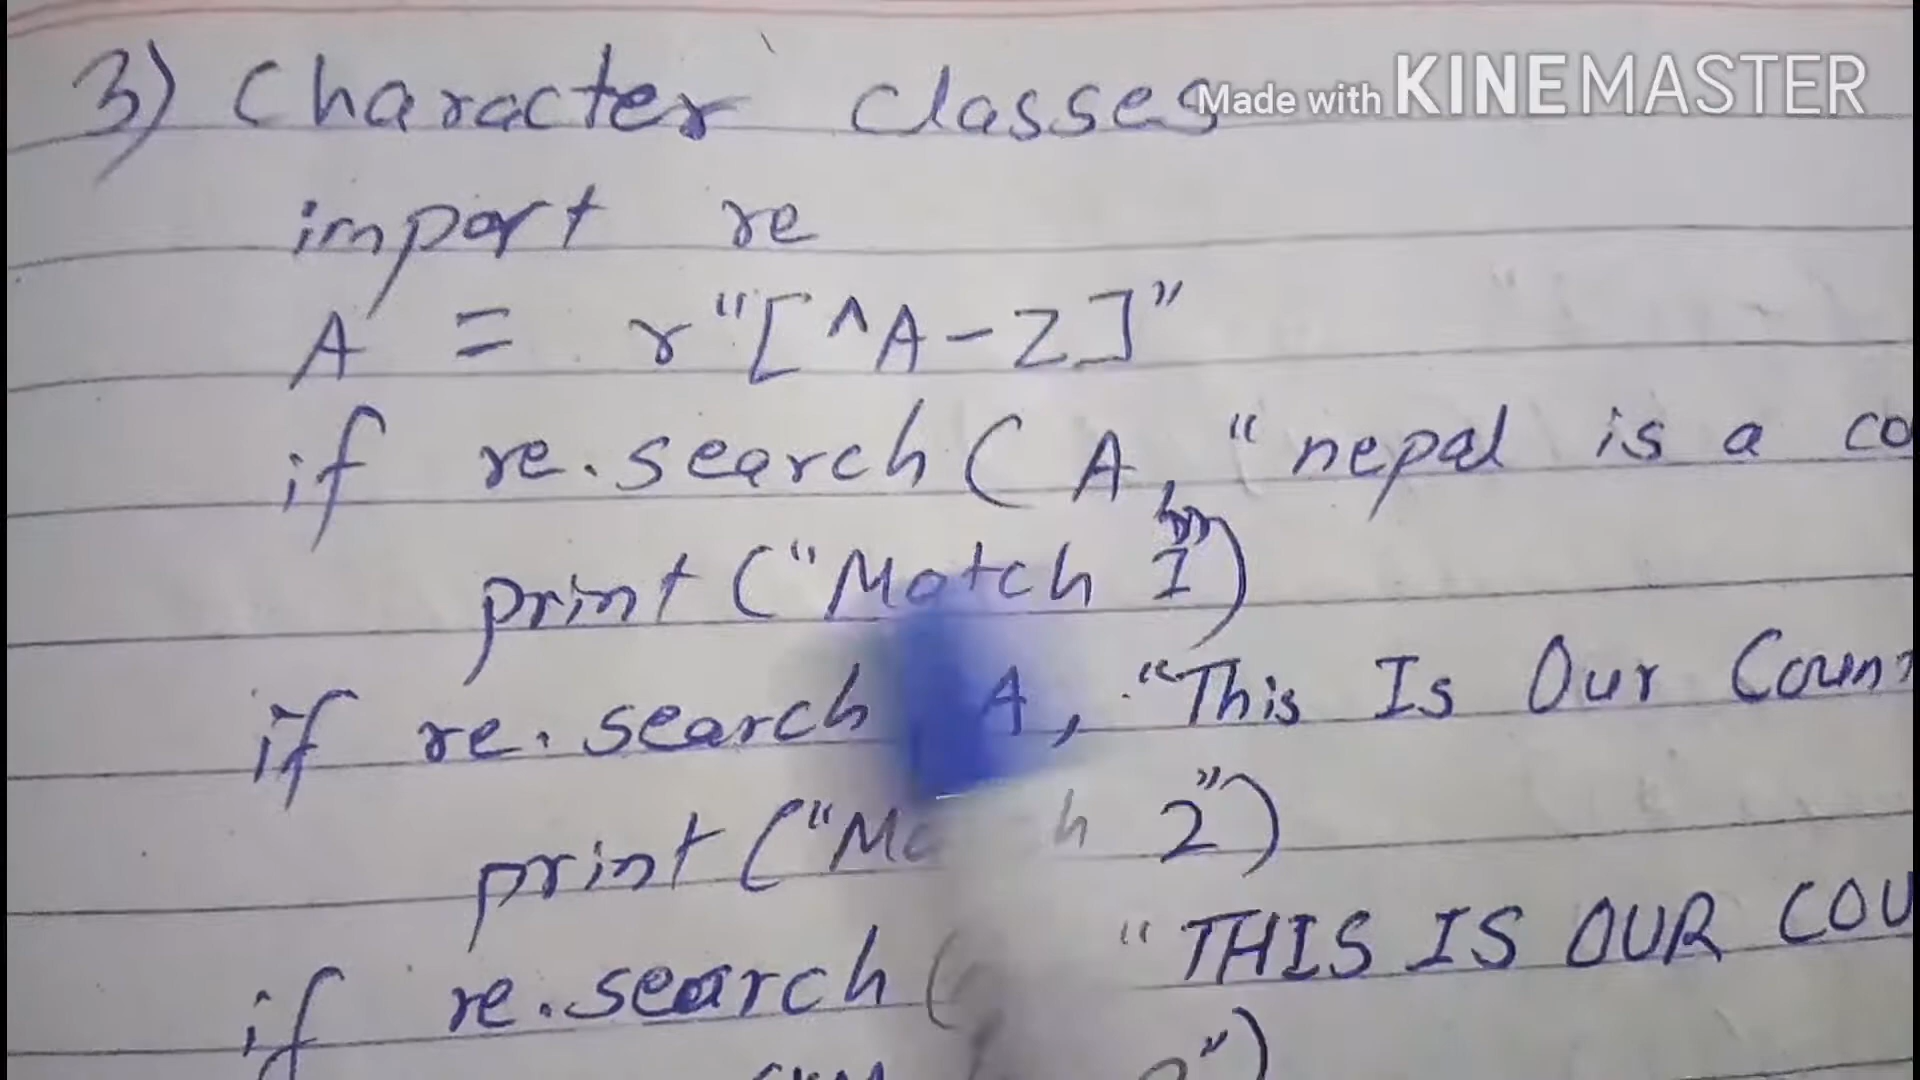 3) Character classes
Made with KINEMASTER
import re
A = r"[^A-Z]"
if re.search(A, "nepal is a co
print("Match 1")
if re.search A, "This Is Our Coun
print("Ma h 2")
if re.search( "THIS IS OUR COU
")